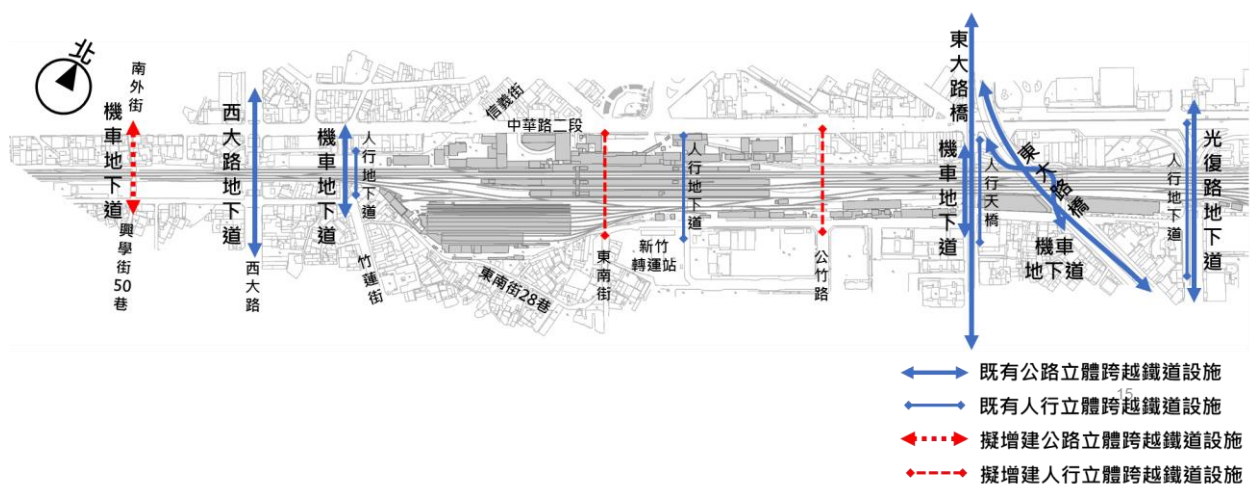 北
南外街
機車地下道
興學街50巷
西大路地下道
西大路
機車地下道
人行地下道
竹蓮街
信義街
中華路二段
東南街28巷
東南街
新竹
轉運站
人行地下道
公竹路
東大路橋
機車地下道
人行天橋
東大路橋
機車
地下道
人行地下道
光復路地下道
既有公路立體跨越鐵道設施
15
既有人行立體跨越鐵道設施
擬增建公路立體跨越鐵道設施
擬增建人行立體跨越鐵道設施